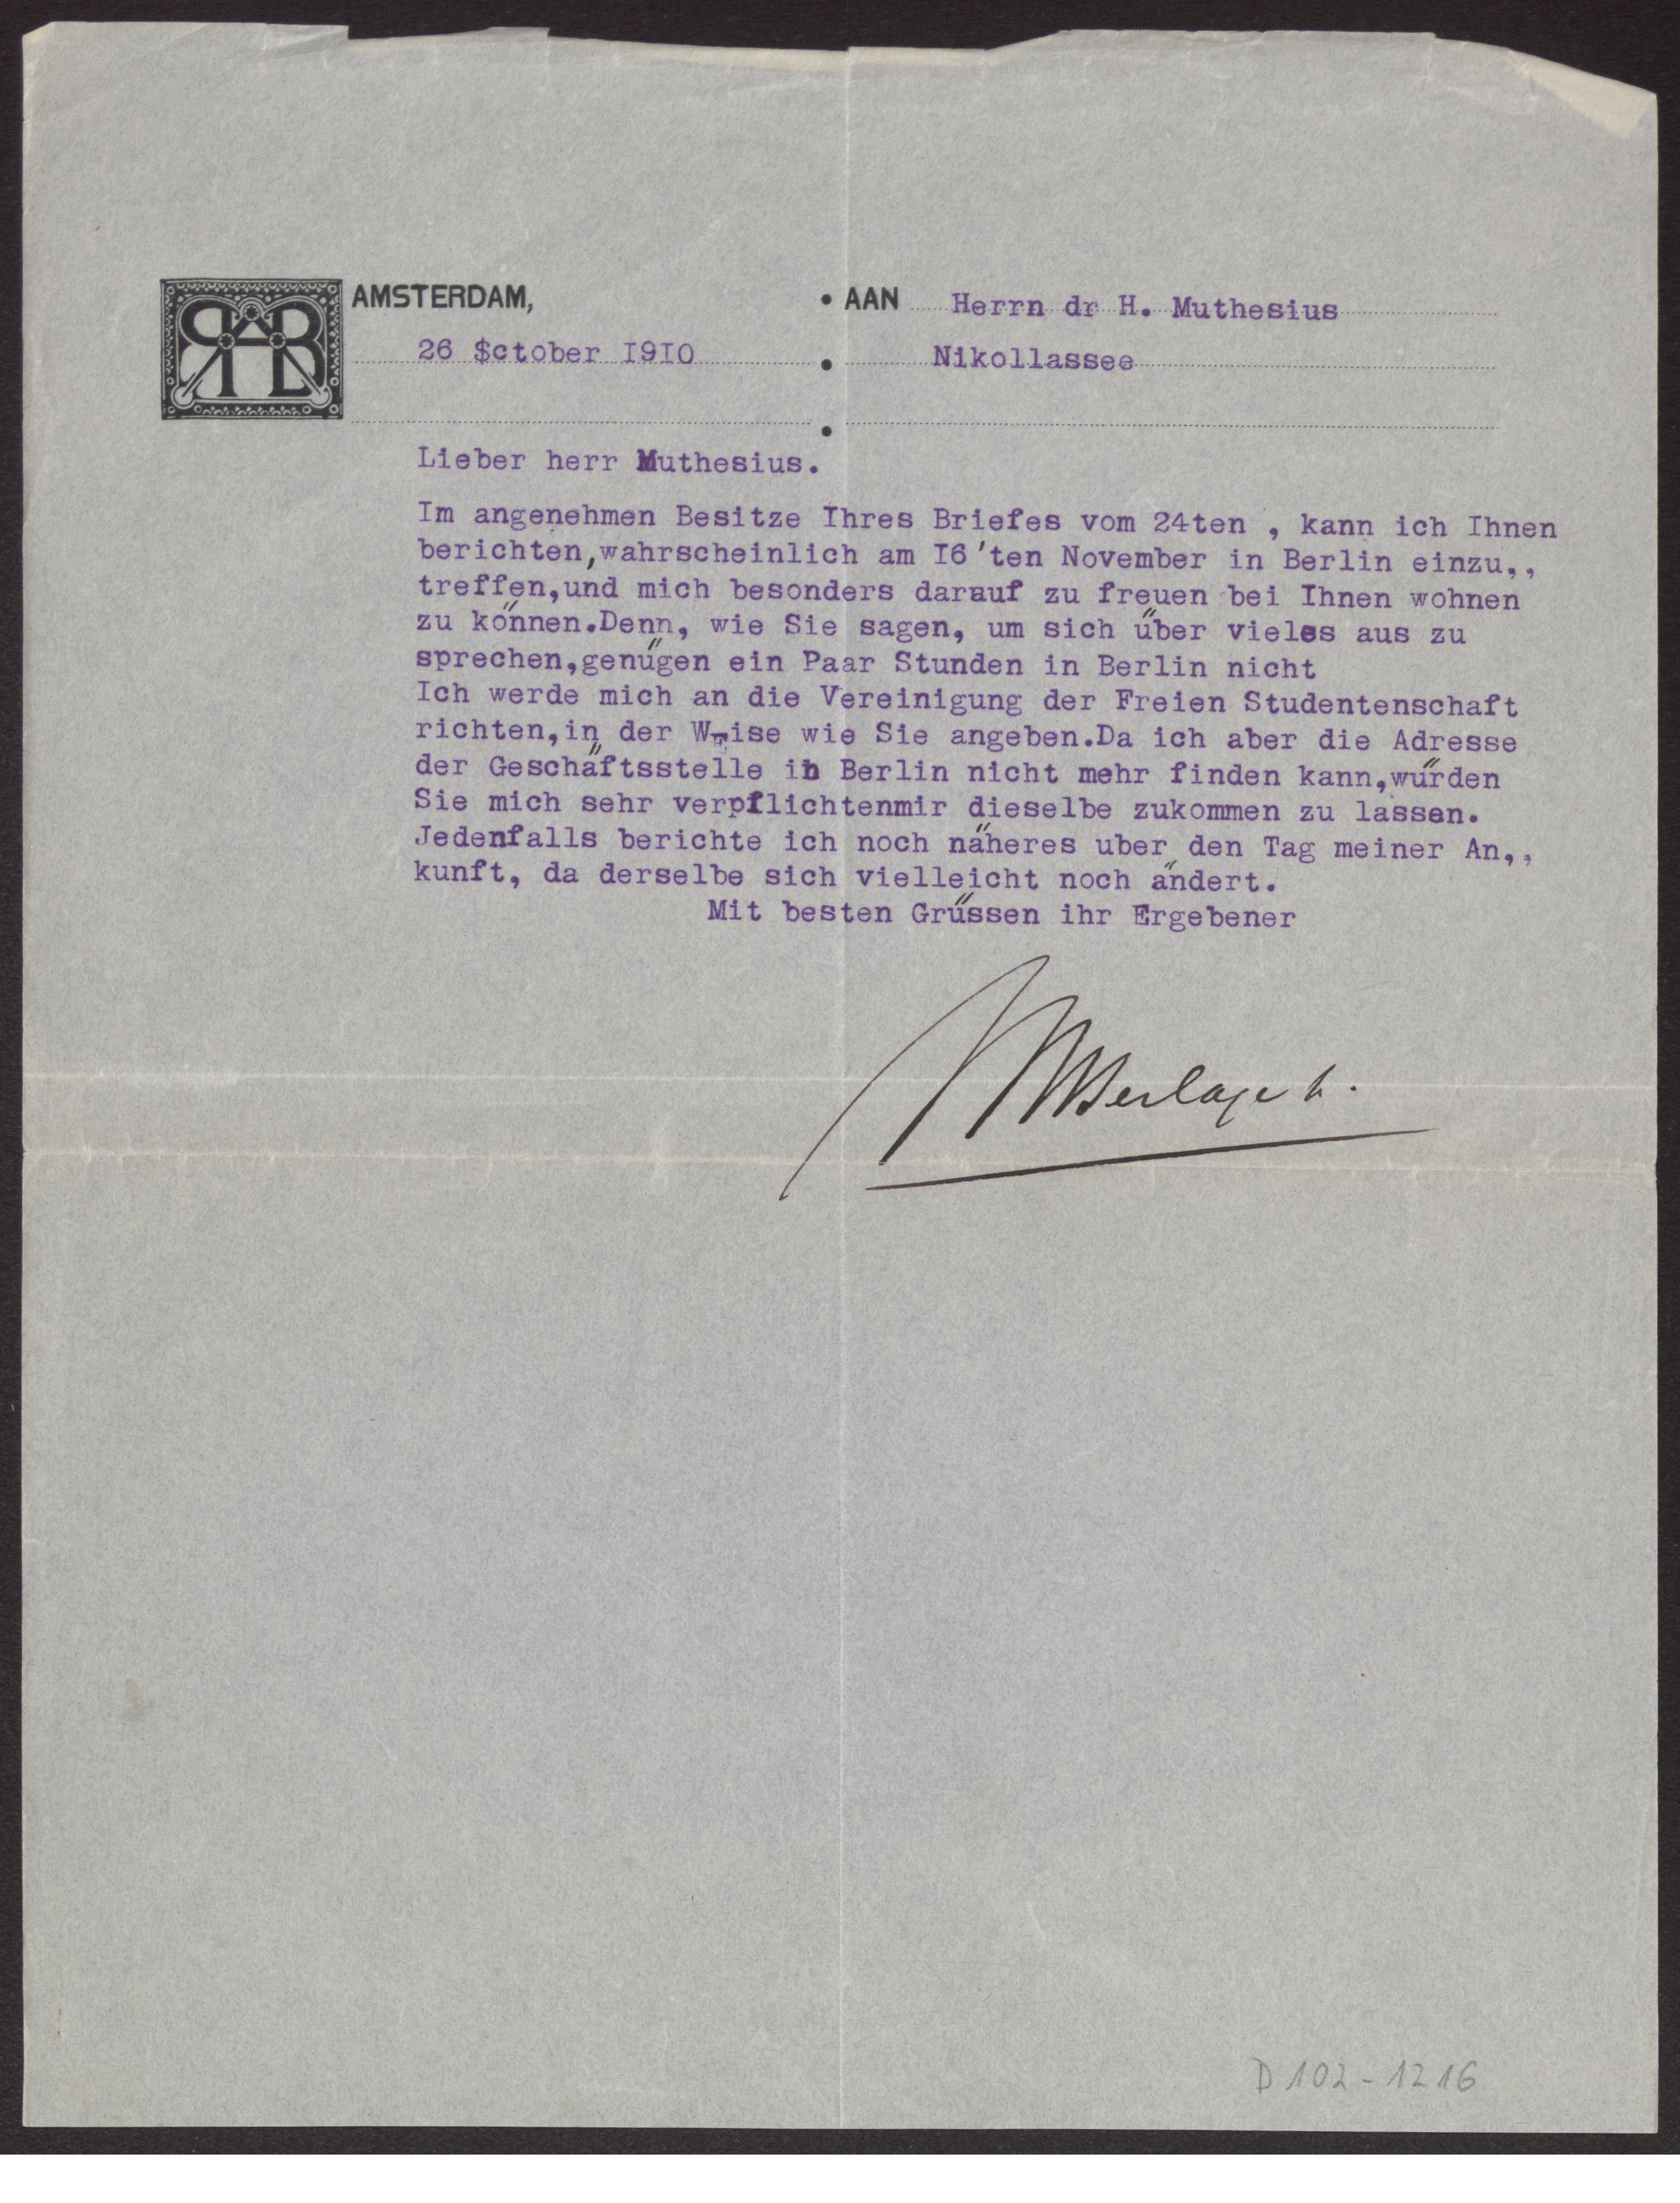 AMSTERDAM,
• AAN Herrn dr H. Muthesius
26 $ctober I9I0
• Nikollassee
•
Lieber herr Muthesius.
Im angenehmen Besitze Ihres Briefes vom 24ten , kann ich Ihnen
berichten,wahrscheinlich am I6'ten November in Berlin einzu,,
treffen,und mich besonders darauf zu freuen bei Ihnen wohnen
zu können.Denn, wie Sie sagen, um sich über vieles aus zu
sprechen,genügen ein Paar Stunden in Berlin nicht
Ich werde mich an die Vereinigung der Freien Studentenschaft
richten,in der Weise wie Sie angeben.Da ich aber die Adresse
der Geschäftsstelle in Berlin nicht mehr finden kann,würden
Sie mich sehr verpflichtenmir dieselbe zukommen zu lassen.
Jedenfalls berichte ich noch näheres uber den Tag meiner An,,
kunft, da derselbe sich vielleicht noch ändert.
Mit besten Grüssen ihr Ergebener
HPBerlage
D 102-1216